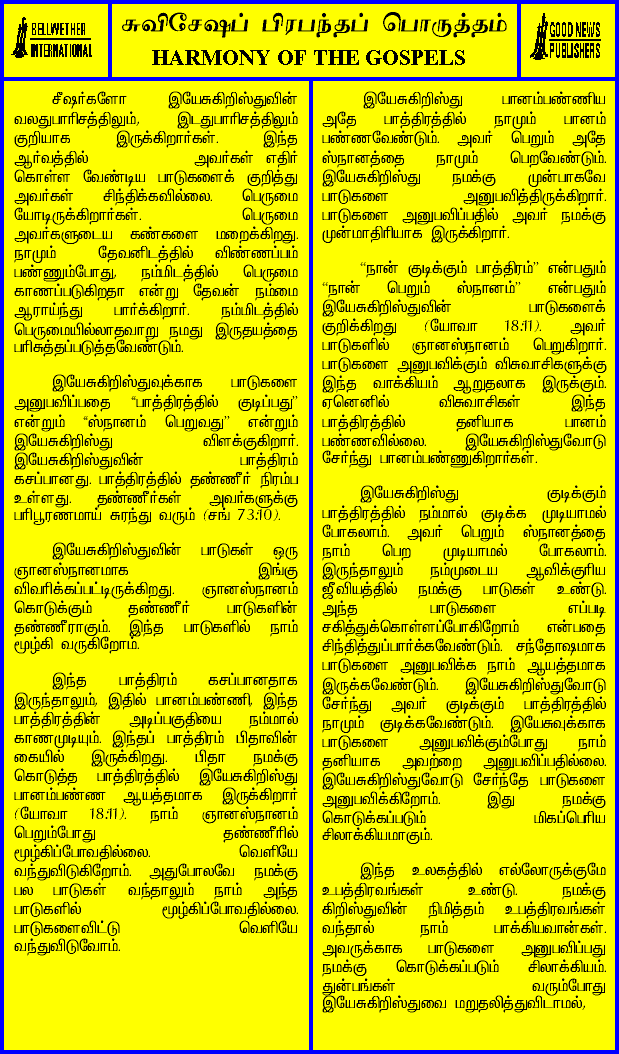 BELLWETHER
INTERNATIONAL
சுவிசேஷப் பிரபந்தப் பொருத்தம்
HARMONY OF THE GOSPELS
GOOD NEWS
PUBLISHERS
சீஷர்களோ இயேசுகிறிஸ்துவின்
வலதுபாரிசத்திலும், இடதுபாரிசத்திலும்
குறியாக இருக்கிறார்கள். இந்த
ஆர்வத்தில் அவர்கள் எதிர்
கொள்ள வேண்டிய பாடுகளைக் குறித்து
அவர்கள் சிந்திக்கவில்லை. பெருமை
யோடிருக்கிறார்கள். பெருமை
அவர்களுடைய கண்களை மறைக்கிறது.
நாமும் தேவனிடத்தில் விண்ணப்பம்
பண்ணும்போது, நம்மிடத்தில் பெருமை
காணப்படுகிறதா என்று தேவன் நம்மை
ஆராய்ந்து பார்க்கிறார். நம்மிடத்தில்
பெருமையில்லாதவாறு நமது இருதயத்தை
பரிசுத்தப்படுத்தவேண்டும்.
இயேசுகிறிஸ்துவுக்காக பாடுகளை
அனுபவிப்பதை “பாத்திரத்தில் குடிப்பது”
என்றும் “ஸ்நானம் பெறுவது” என்றும்
இயேசுகிறிஸ்து விளக்குகிறார்.
இயேசுகிறிஸ்துவின் பாத்திரம்
கசப்பானது. பாத்திரத்தில் தண்ணீர் நிரம்ப
உள்ளது. தண்ணீர்கள் அவர்களுக்கு
பரிபூரணமாய் சுரந்து வரும் (சங் 73:10).
இயேசுகிறிஸ்துவின் பாடுகள் ஒரு
ஞானஸ்நானமாக இங்கு
விவரிக்கப்பட்டிருக்கிறது. ஞானஸ்நானம்
கொடுக்கும் தண்ணீர் பாடுகளின்
தண்ணீராகும். இந்த பாடுகளில் நாம்
மூழ்கி வருகிறோம்.
இந்த பாத்திரம் கசப்பானதாக
இருந்தாலும், இதில் பானம்பண்ணி, இந்த
பாத்திரத்தின் அடிப்பகுதியை நம்மால்
காணமுடியும். இந்தப் பாத்திரம் பிதாவின்
கையில் இருக்கிறது. பிதா நமக்கு
கொடுத்த பாத்திரத்தில் இயேசுகிறிஸ்து
பானம்பண்ண ஆயத்தமாக இருக்கிறார்
(யோவா 18:11). நாம் ஞானஸ்நானம்
பெறும்போது தண்ணீரில்
மூழ்கிப்போவதில்லை. வெளியே
வந்துவிடுகிறோம். அதுபோலவே நமக்கு
பல பாடுகள் வந்தாலும் நாம் அந்த
பாடுகளில் மூழ்கிப்போவதில்லை.
பாடுகளைவிட்டு வெளியே
வந்துவிடுவோம்.
இயேசுகிறிஸ்து பானம்பண்ணிய
அதே பாத்திரத்தில் நாமும் பானம்
பண்ணவேண்டும். அவர் பெறும் அதே
ஸ்நானத்தை நாமும் பெறவேண்டும்.
இயேசுகிறிஸ்து நமக்கு முன்பாகவே
பாடுகளை அனுபவித்திருக்கிறார்.
பாடுகளை அனுபவிப்பதில் அவர் நமக்கு
முன்மாதிரியாக இருக்கிறார்.
“நான் குடிக்கும் பாத்திரம்” என்பதும்
“நான் பெறும் ஸ்நானம்” என்பதும்
இயேசுகிறிஸ்துவின் பாடுகளைக்
குறிக்கிறது (யோவா 18:11). அவர்
பாடுகளில் ஞானஸ்நானம் பெறுகிறார்.
பாடுகளை அனுபவிக்கும் விசுவாசிகளுக்கு
இந்த வாக்கியம் ஆறுதலாக இருக்கும்.
ஏனெனில் விசுவாசிகள் இந்த
பாத்திரத்தில் தனியாக பானம்
பண்ணவில்லை. இயேசுகிறிஸ்துவோடு
சேர்ந்து பானம்பண்ணுகிறார்கள்.
இயேசுகிறிஸ்து குடிக்கும்
பாத்திரத்தில் நம்மால் குடிக்க முடியாமல்
போகலாம். அவர் பெறும் ஸ்நானத்தை
நாம் பெற முடியாமல் போகலாம்.
இருந்தாலும் நம்முடைய ஆவிக்குரிய
ஜீவியத்தில் நமக்கு பாடுகள் உண்டு.
அந்த பாடுகளை எப்படி
சகித்துக்கொள்ளப்போகிறோம் என்பதை
சிந்தித்துப்பார்க்கவேண்டும். சந்தோஷமாக
பாடுகளை அனுபவிக்க நாம் ஆயத்தமாக
இருக்கவேண்டும். இயேசுகிறிஸ்துவோடு
சேர்ந்து அவர் குடிக்கும் பாத்திரத்தில்
நாமும் குடிக்கவேண்டும். இயேசுவுக்காக
பாடுகளை அனுபவிக்கும்போது நாம்
தனியாக அவற்றை அனுபவிப்பதில்லை.
இயேசுகிறிஸ்துவோடு சேர்ந்தே பாடுகளை
அனுபவிக்கிறோம். இது நமக்கு
கொடுக்கப்படும் மிகப்பெரிய
சிலாக்கியமாகும்.
இந்த உலகத்தில் எல்லோருக்குமே
உபத்திரவங்கள் உண்டு. நமக்கு
கிறிஸ்துவின் நிமித்தம் உபத்திரவங்கள்
வந்தால் நாம் பாக்கியவான்கள்.
அவருக்காக பாடுகளை அனுபவிப்பது
நமக்கு கொடுக்கப்படும் சிலாக்கியம்.
துன்பங்கள் வரும்போது
இயேசுகிறிஸ்துவை மறுதலித்துவிடாமல்,